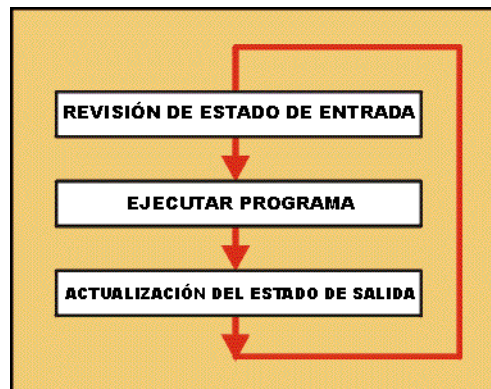 REVISIÓN DE ESTADO DE ENTRADA
EJECUTAR PROGRAMA
ACTUALIZACIÓN DEL ESTADO DE SALIDA